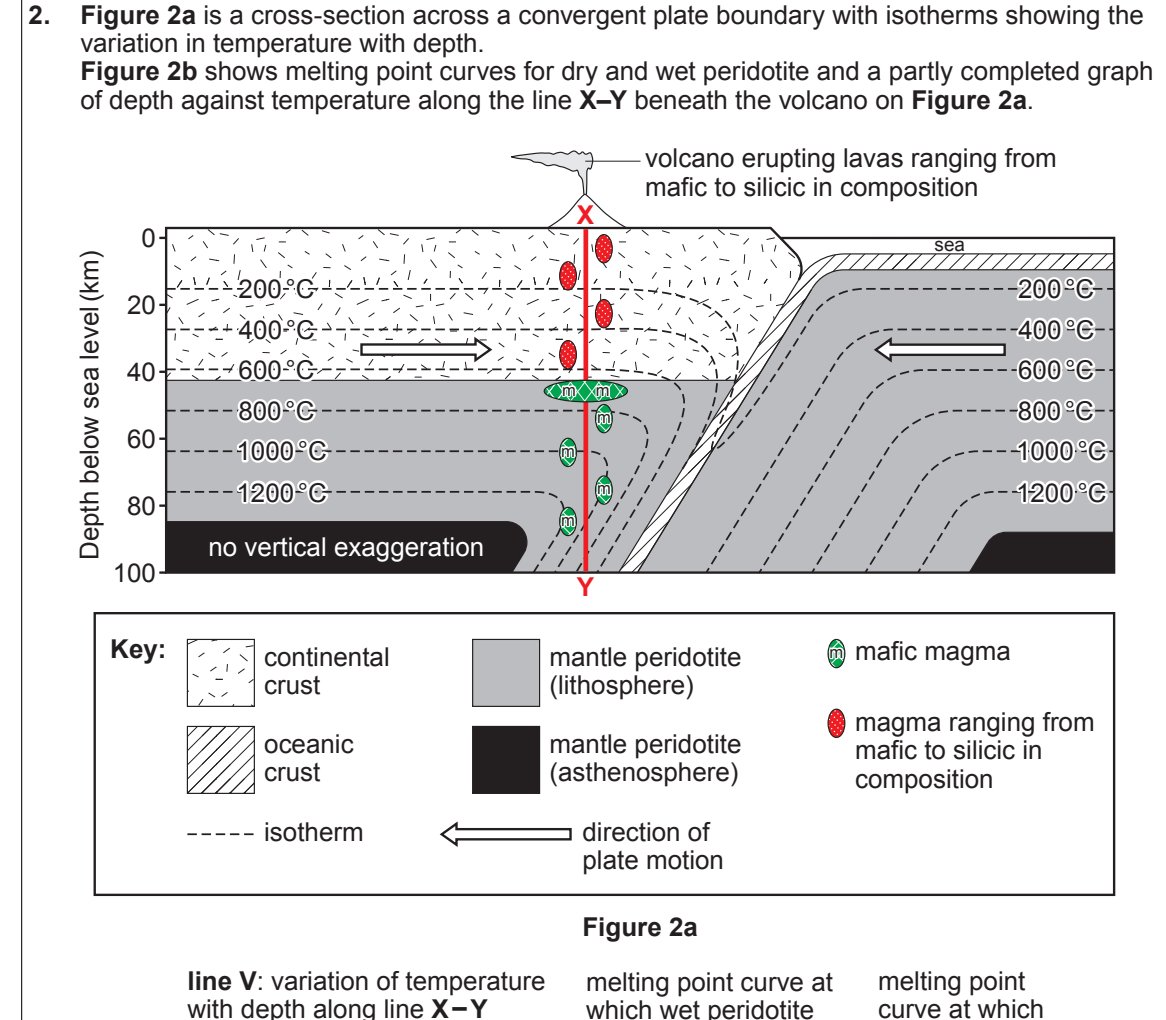 2. Figure 2a is a cross-section across a convergent plate boundary with isotherms showing the
variation in temperature with depth.
Figure 2b shows melting point curves for dry and wet peridotite and a partly completed graph
of depth against temperature along the line X–Y beneath the volcano on Figure 2a.
volcano erupting lavas ranging from
mafic to silicic in composition
X
sea
Depth below sea level (km)
0
20
40
60
80
100
200 °C
400 °C
600 °C
800 °C
1000 °C
1200 °C
200 °C
400 °C
600 °C
800 °C
1000 °C
1200 °C
m m
m
m
m
m
no vertical exaggeration
Y
Key:
continental
crust
mantle peridotite
(lithosphere)
m mafic magma
oceanic
crust
mantle peridotite
(asthenosphere)
magma ranging from
mafic to silicic in
composition
isotherm
direction of
plate motion
Figure 2a
line V: variation of temperature
with depth along line X–Y
melting point curve at
which wet peridotite
melting point
curve at which